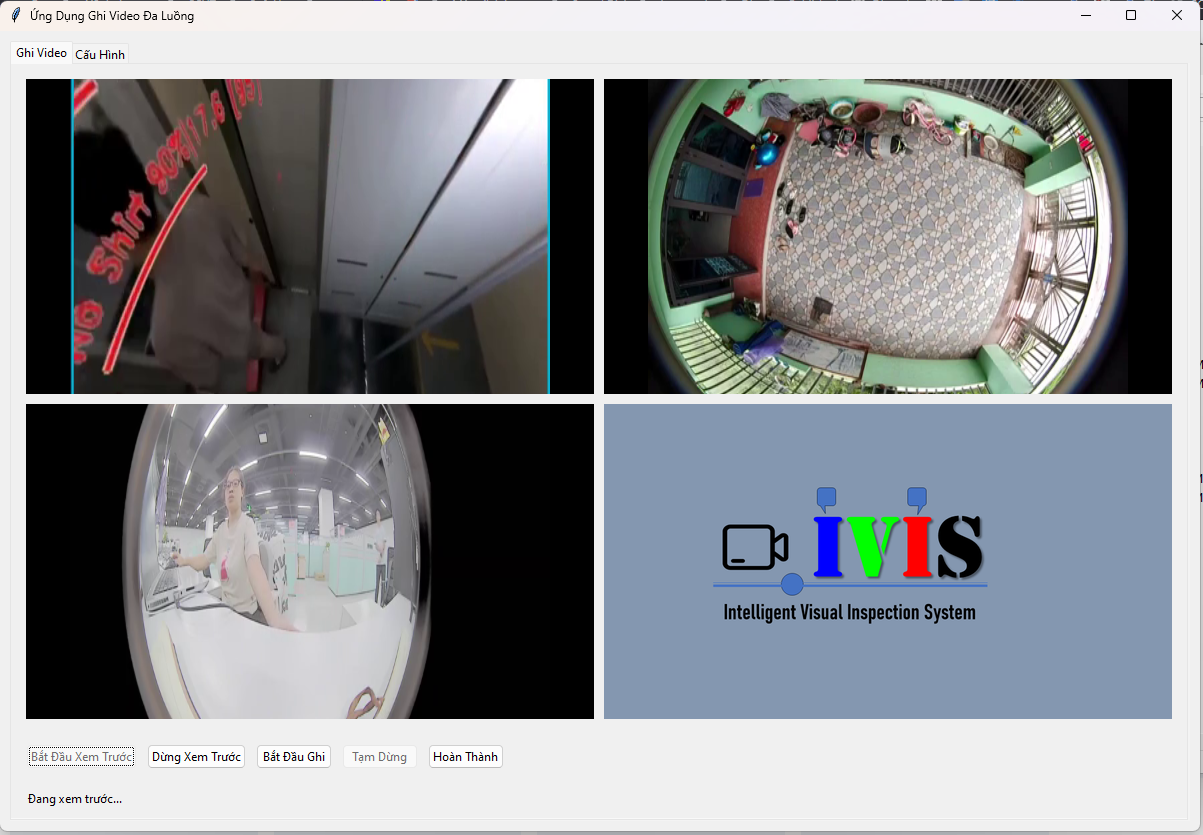 Ứng Dụng Ghi Video Đa Luồng
Ghi Video
Cấu Hình
No Shirt 90%|17.6 [93]
IVIS
Intelligent Visual Inspection System
Bắt Đầu Xem Trước
Dừng Xem Trước
Bắt Đầu Ghi
Tạm Dừng
Hoàn Thành
Đang xem trước...